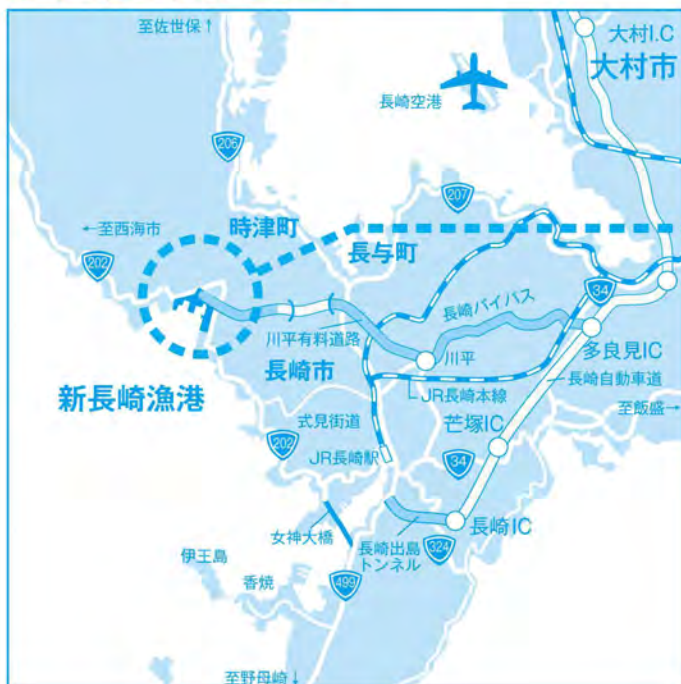 至佐世保↑
大村I.C
大村市
長崎空港
206
207
時津町
←至西海市
長与町
202
34
長崎バイパス
川平有料道路
川平
多良見IC
長崎市
長崎自動車道
JR長崎本線
新長崎漁港
至飯盛→
式見街道
芒塚IC
202
JR長崎駅
34
長崎IC
女神大橋
長崎出島
トンネル
324
伊王島
香焼
499
至野母崎↓